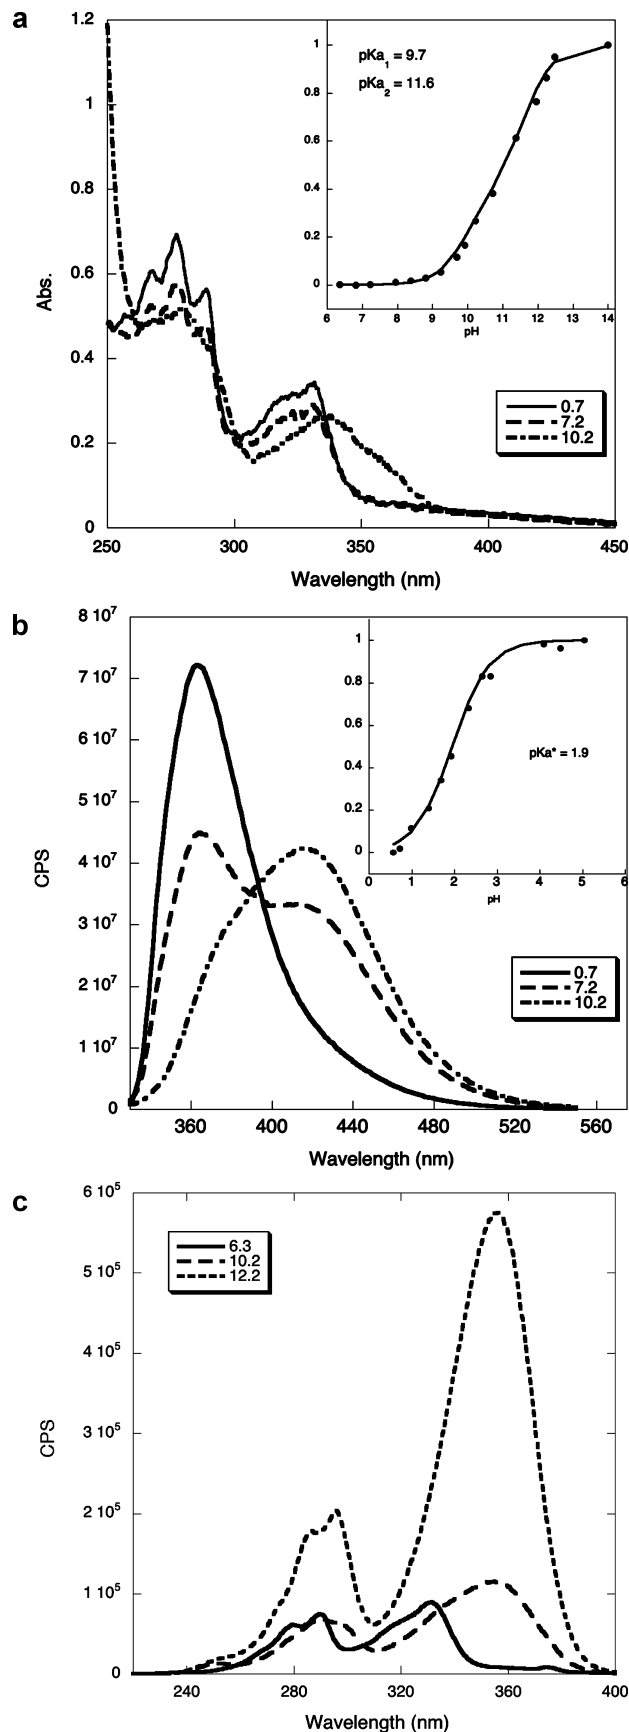 a
1.2
1
0.8
0.6
0.4
0.2
0
Abs.
250 300 350 400 450
Wavelength (nm)
pKa1 = 9.7
pKa2 = 11.6
1
0.8
0.6
0.4
0.2
0
6 7 8 9 10 11 12 13 14
pH
0.7
7.2
10.2
b
8 10^7
7 10^7
6 10^7
5 10^7
4 10^7
3 10^7
2 10^7
1 10^7
0
CPS
360 400 440 480 520 560
Wavelength (nm)
1
0.8
0.6
0.4
0.2
0
pKa* = 1.9
0 1 2 3 4 5 6
pH
0.7
7.2
10.2
c
6 10^5
5 10^5
4 10^5
3 10^5
2 10^5
1 10^5
0
CPS
240 280 320 360 400
Wavelength (nm)
6.3
10.2
12.2